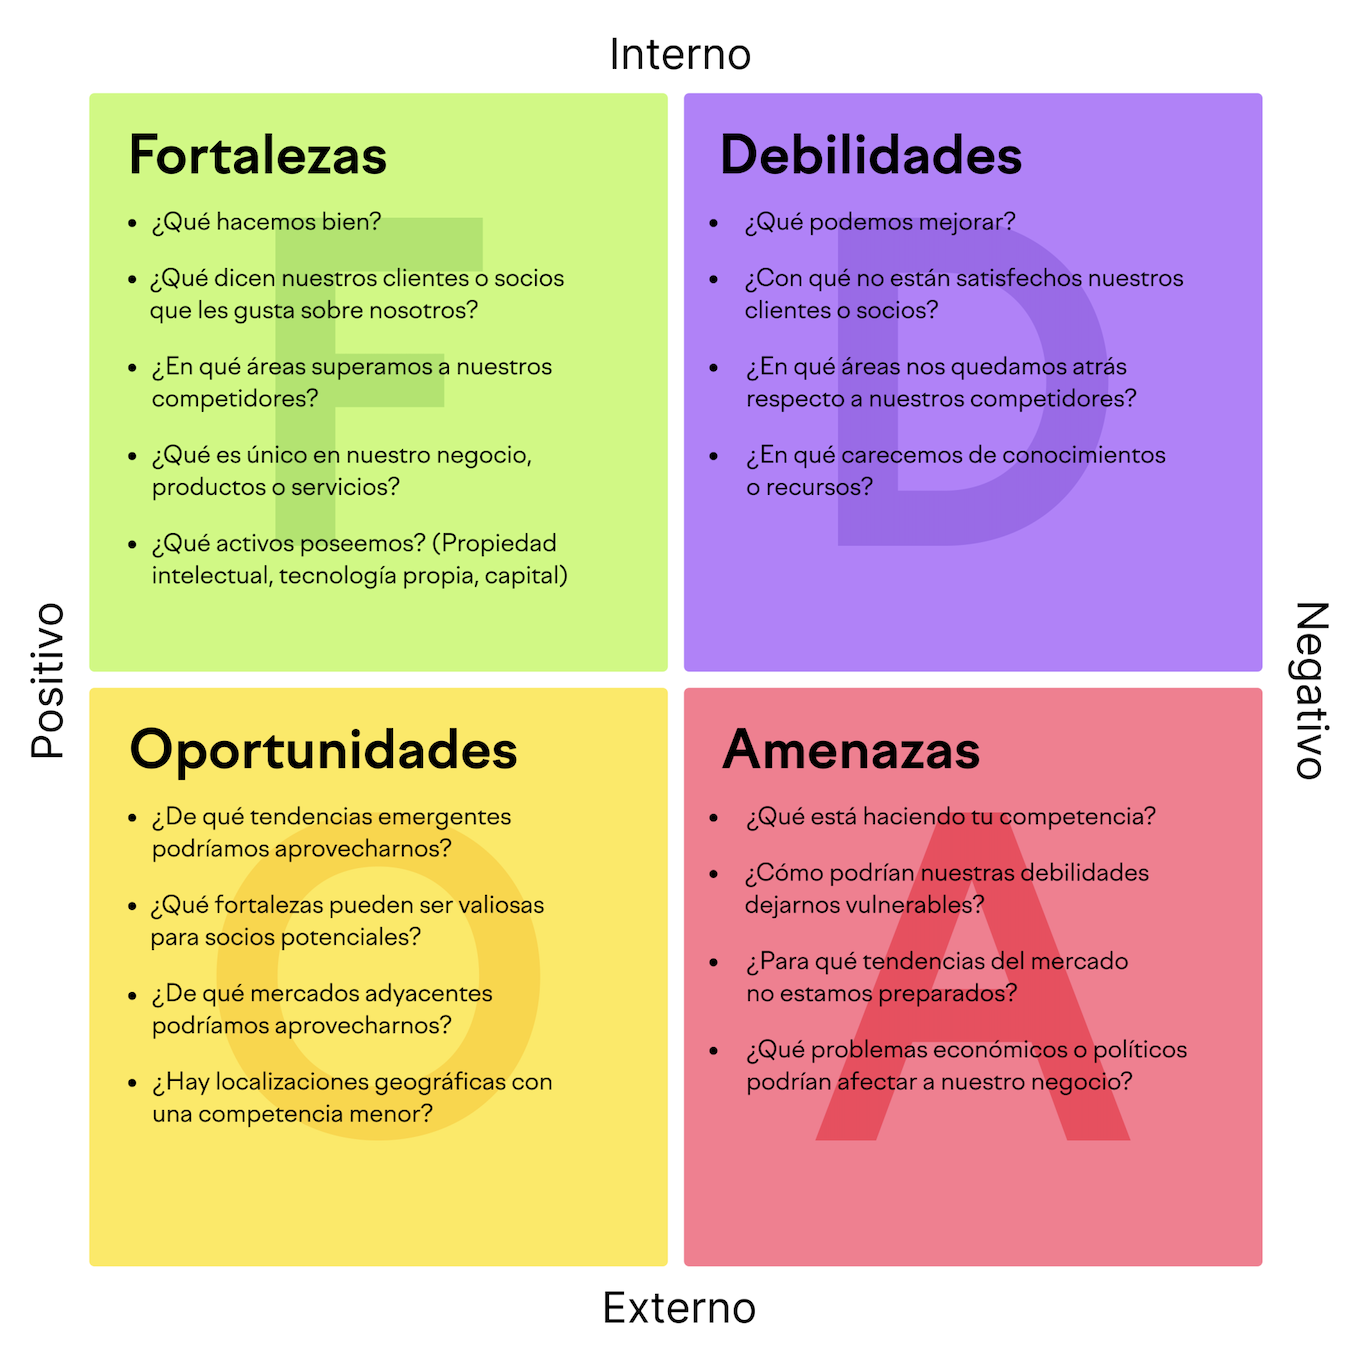 Interno
Fortalezas
• ¿Qué hacemos bien?
• ¿Qué dicen nuestros clientes o socios
que les gusta sobre nosotros?
• ¿En qué áreas superamos a nuestros
competidores?
• ¿Qué es único en nuestro negocio,
productos o servicios?
• ¿Qué activos poseemos? (Propiedad
intelectual, tecnología propia, capital)
F
Debilidades
• ¿Qué podemos mejorar?
• ¿Con qué no están satisfechos nuestros
clientes o socios?
• ¿En qué áreas nos quedamos atrás
respecto a nuestros competidores?
• ¿En qué carecemos de conocimientos
o recursos?
D
Positivo
Negativo
Oportunidades
• ¿De qué tendencias emergentes
podríamos aprovecharnos?
• ¿Qué fortalezas pueden ser valiosas
para socios potenciales?
• ¿De qué mercados adyacentes
podríamos aprovecharnos?
• ¿Hay localizaciones geográficas con
una competencia menor?
O
Amenazas
• ¿Qué está haciendo tu competencia?
• ¿Cómo podrían nuestras debilidades
dejarnos vulnerables?
• ¿Para qué tendencias del mercado
no estamos preparados?
• ¿Qué problemas económicos o políticos
podrían afectar a nuestro negocio?
A
Externo